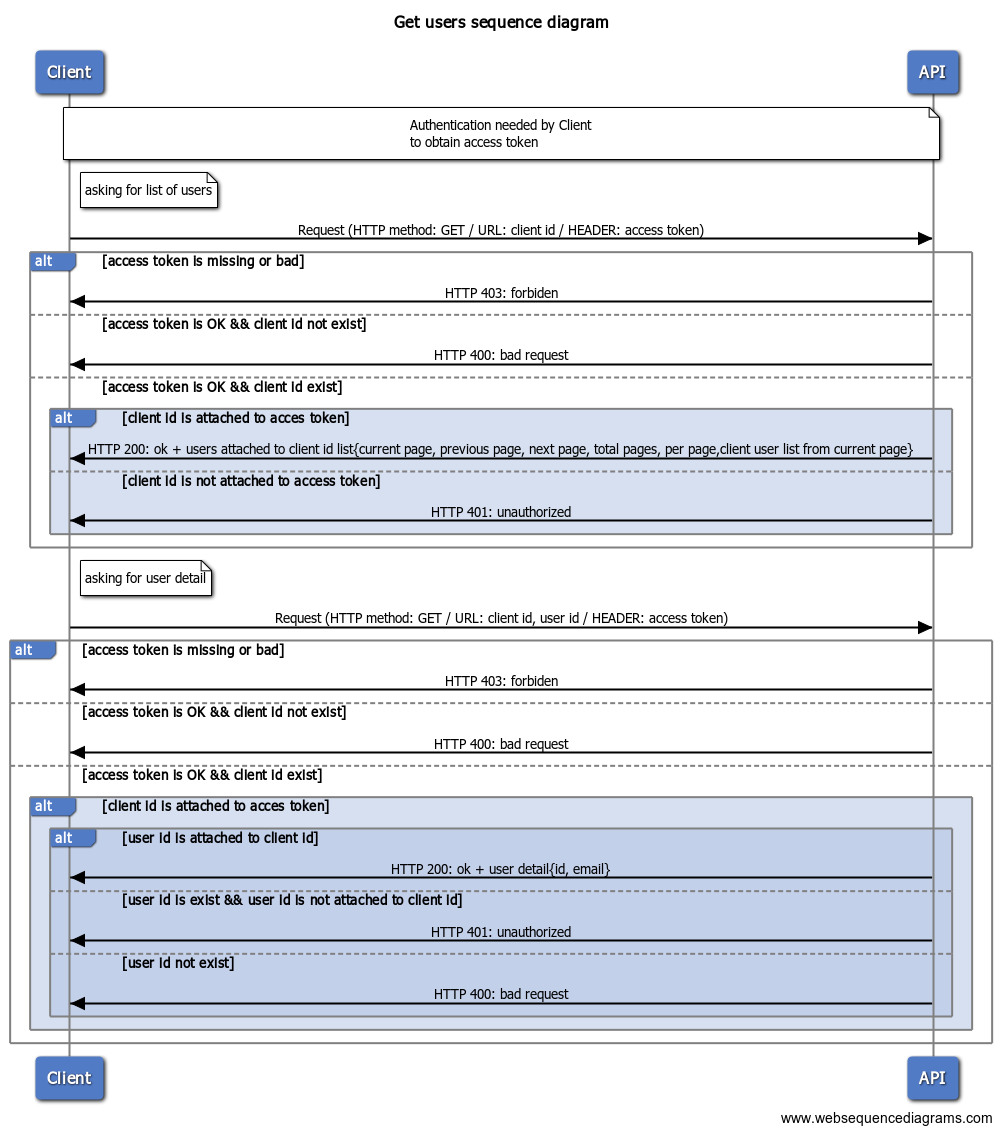 Get users sequence diagram
Client
API
Authentication needed by Client
to obtain access token
asking for list of users
Request (HTTP method: GET / URL: client id / HEADER: access token)
alt
[access token is missing or bad]
HTTP 403: forbiden
[access token is OK && client id not exist]
HTTP 400: bad request
[access token is OK && client id exist]
alt
[client id is attached to acces token]
HTTP 200: ok + users attached to client id list{current page, previous page, next page, total pages, per page,client user list from current page}
[client id is not attached to access token]
HTTP 401: unauthorized
asking for user detail
Request (HTTP method: GET / URL: client id, user id / HEADER: access token)
alt
[access token is missing or bad]
HTTP 403: forbiden
[access token is OK && client id not exist]
HTTP 400: bad request
[access token is OK && client id exist]
alt
[client id is attached to acces token]
alt
[user id is attached to client id]
HTTP 200: ok + user detail{id, email}
[user id is exist && user id is not attached to client id]
HTTP 401: unauthorized
[user id not exist]
HTTP 400: bad request
Client
API
www.websequencediagrams.com